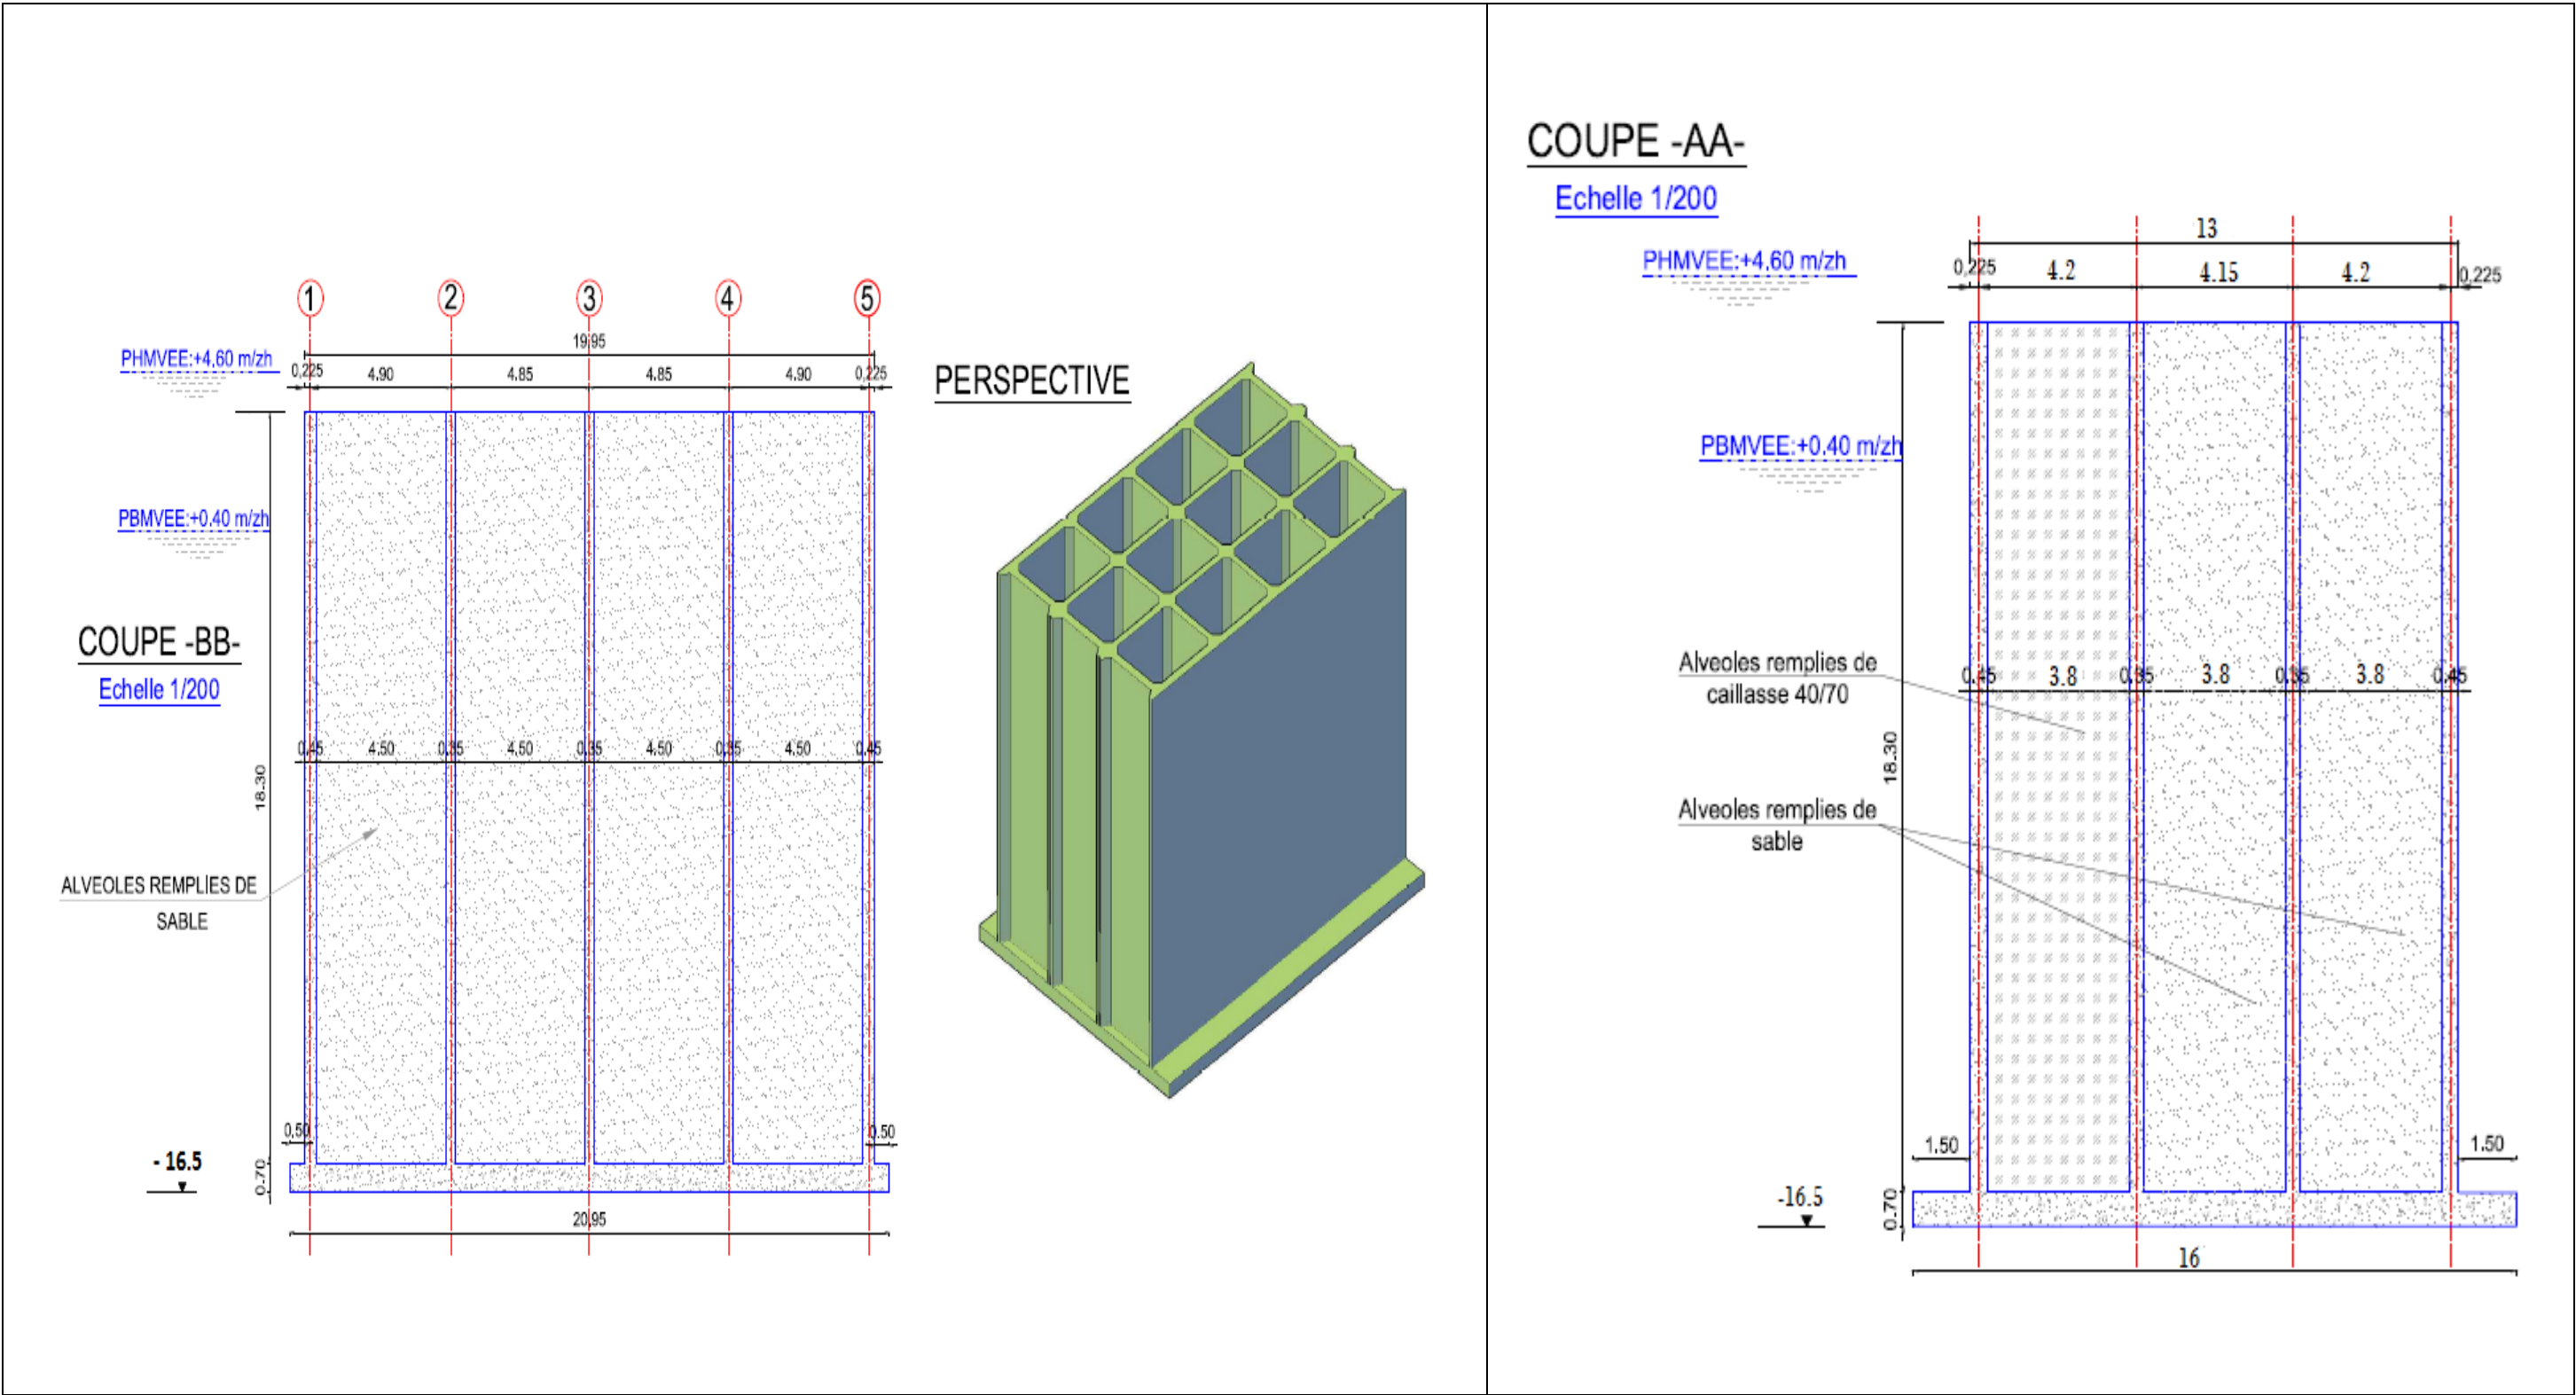 1 2 3 4 5
19.95
PHMVEE:+4,60 m/zh
0,225 4.90 4.85 4.85 4.90 0.225
PBMVEE:+0.40 m/zh
COUPE -BB-
Echelle 1/200
0.45 4.50 0.35 4.50 0.35 4.50 0.35 4.50 0.45
18.30
ALVEOLES REMPLIES DE
SABLE
0,50 0.50
- 16.5
0.70
20.95
PERSPECTIVE
COUPE -AA-
Echelle 1/200
13
PHMVEE:+4,60 m/zh
0,225 4.2 4.15 4.2 0,225
PBMVEE:+0.40 m/zh
Alveoles remplies de
caillasse 40/70
0.45 3.8 0.35 3.8 0.35 3.8 0.45
18.30
Alveoles remplies de
sable
1.50 1.50
-16.5
0.70
16